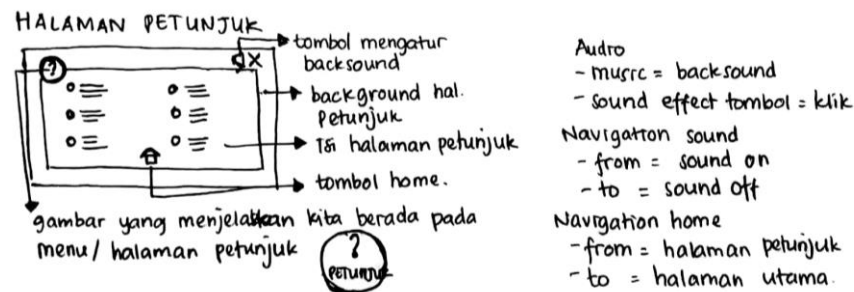 HALAMAN PETUNJUK
tombol mengatur
backsound
?
X
background hal.
petunjuk
Isi halaman petunjuk
tombol home.
gambar yang menjelaskan kita berada pada
menu/ halaman petunjuk
?
PETUNJUK
Audio
- music = backsound
- sound effect tombol = klik
Navigation sound
- from = sound on
- to = sound off
Navigation home
- from = halaman petunjuk
- to = halaman utama.